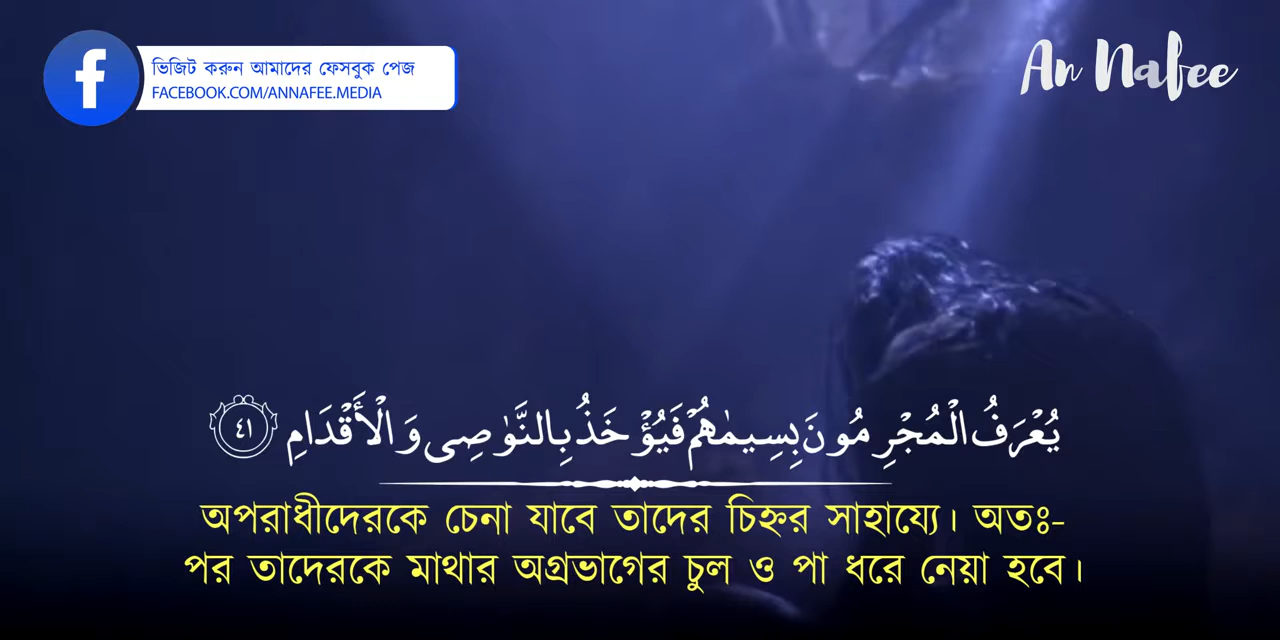 ভিজিট করুন আমাদের ফেসবুক পেজ
FACEBOOK.COM/ANNAFEE.MEDIA
An Nafee
يُعْرَفُ الْمُجْرِمُونَ بِسِيمٰهُمْ فَيُؤْخَذُ بِالنَّوٰصِى وَالْأَقْدَامِ ٤١
অপরাধীদেরকে চেনা যাবে তাদের চিহ্নর সাহায্যে। অতঃ-
পর তাদেরকে মাথার অগ্রভাগের চুল ও পা ধরে নেয়া হবে।